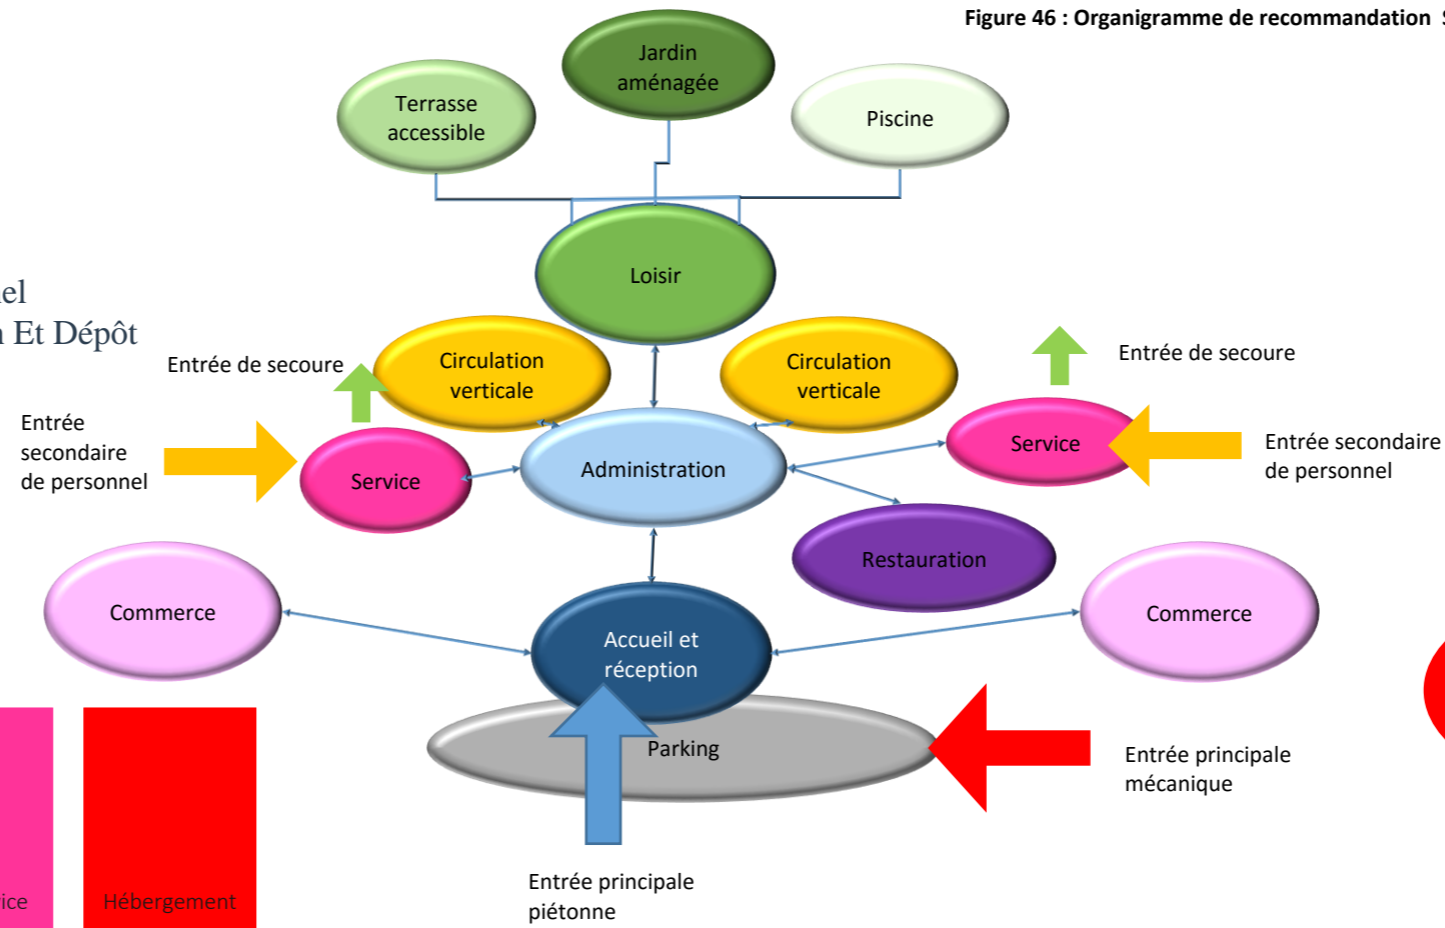 Figure 46 : Organigramme de recommandation
Jardin
aménagée
Terrasse
accessible
Piscine
Loisir
Et Dépôt
Entrée de secoure
Circulation
verticale
Circulation
verticale
Entrée de secoure
Entrée
secondaire
de personnel
Service
Administration
Service
Entrée secondaire
de personnel
Restauration
Commerce
Accueil et
réception
Commerce
Parking
Entrée principale
mécanique
Hébergement
Entrée principale
piétonne